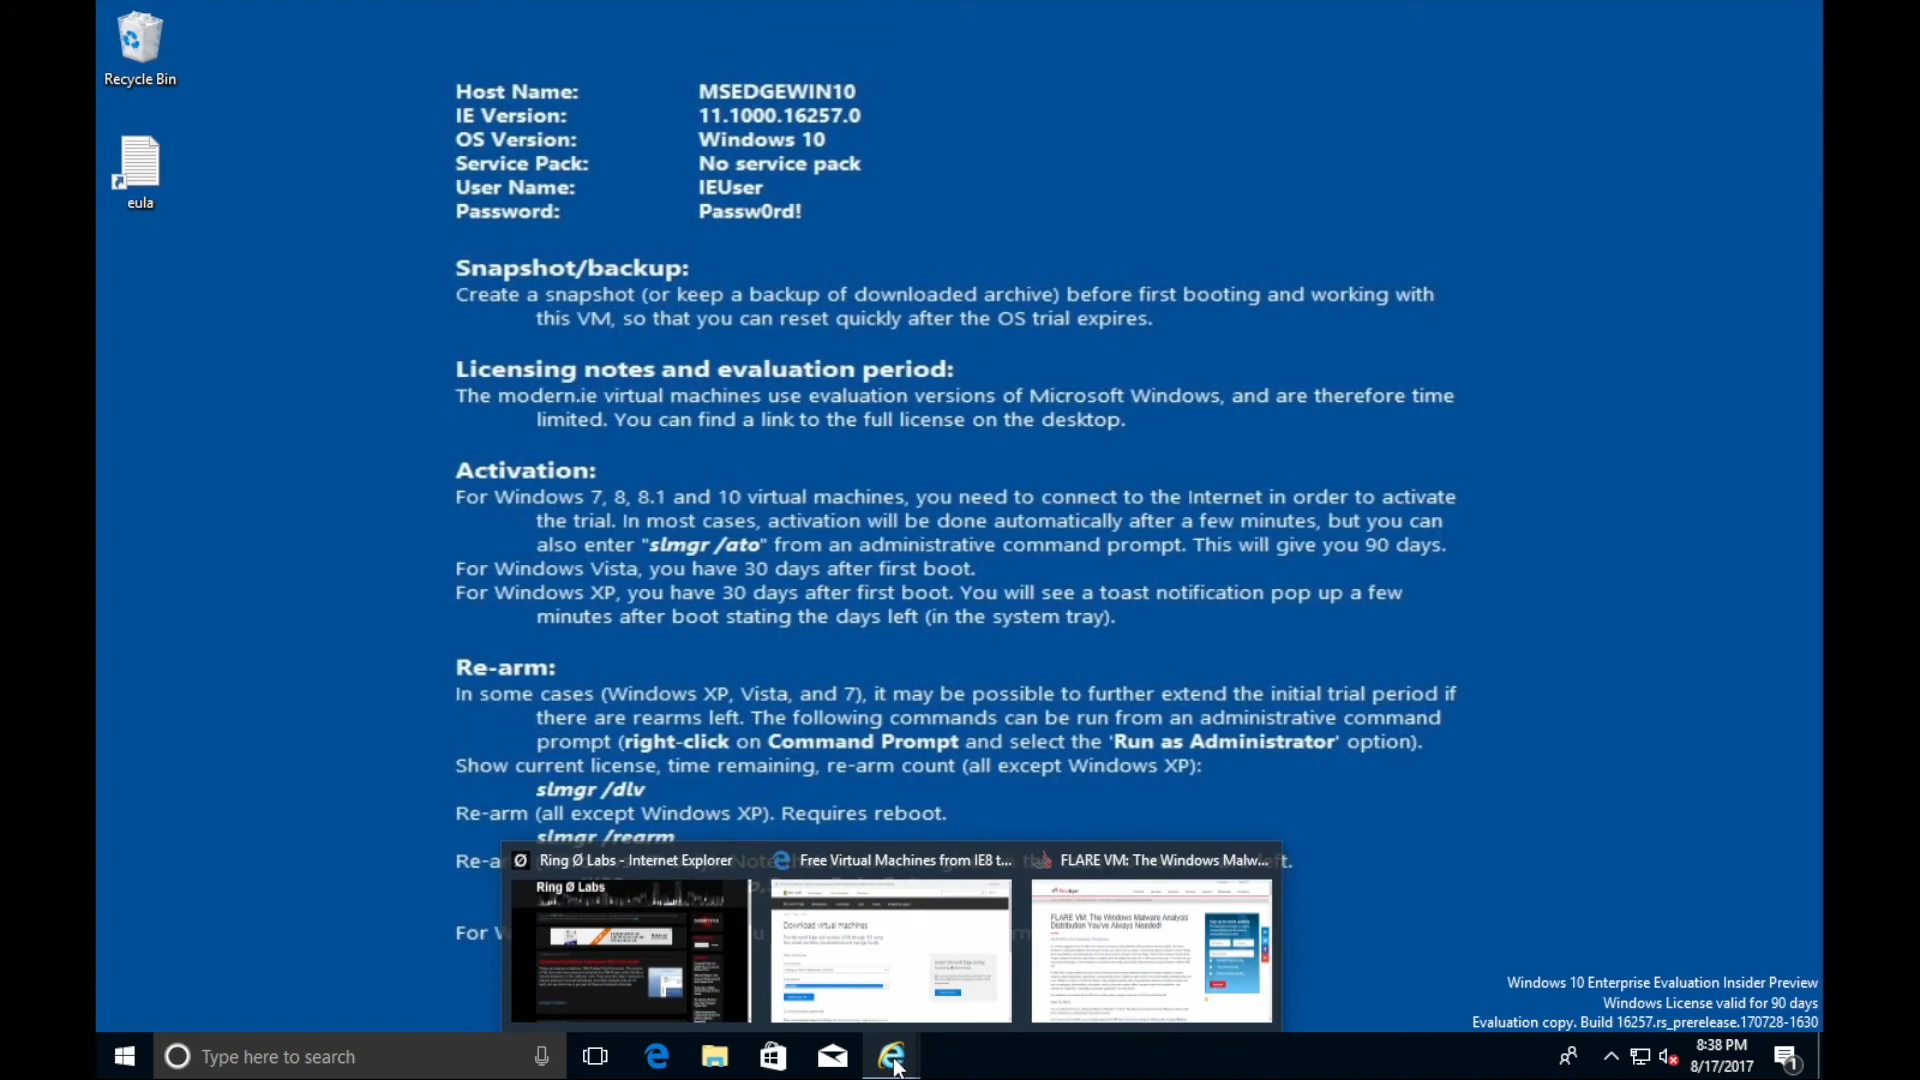 Recycle Bin
eula
Host Name: MSEDGEWIN10
IE Version: 11.1000.16257.0
OS Version: Windows 10
Service Pack: No service pack
User Name: IEUser
Password: Passw0rd!
Snapshot/backup:
Create a snapshot (or keep a backup of downloaded archive) before first booting and working with
this VM, so that you can reset quickly after the OS trial expires.
Licensing notes and evaluation period:
The modern.ie virtual machines use evaluation versions of Microsoft Windows, and are therefore time
limited. You can find a link to the full license on the desktop.
Activation:
For Windows 7, 8, 8.1 and 10 virtual machines, you need to connect to the Internet in order to activate
the trial. In most cases, activation will be done automatically after a few minutes, but you can
also enter "slmgr /ato" from an administrative command prompt. This will give you 90 days.
For Windows Vista, you have 30 days after first boot.
For Windows XP, you have 30 days after first boot. You will see a toast notification pop up a few
minutes after boot stating the days left (in the system tray).
Re-arm:
In some cases (Windows XP, Vista, and 7), it may be possible to further extend the initial trial period if
there are rearms left. The following commands can be run from an administrative command
prompt (right-click on Command Prompt and select the 'Run as Administrator' option).
Show current license, time remaining, re-arm count (all except Windows XP):
slmgr /dlv
Re-arm (all except Windows XP). Requires reboot.
slmgr /rearm
Ring Ø Labs - Internet Explorer
Free Virtual Machines from IE8 t...
FLARE VM: The Windows Malw...
Ring Ø Labs
Download virtual machines
FLARE VM: The Windows Malware Analysis
Distribution You've Always Needed!
Windows 10 Enterprise Evaluation Insider Preview
Windows License valid for 90 days
Evaluation copy. Build 16257.rs_prerelease.170728-1630
Type here to search
8:38 PM
8/17/2017
1